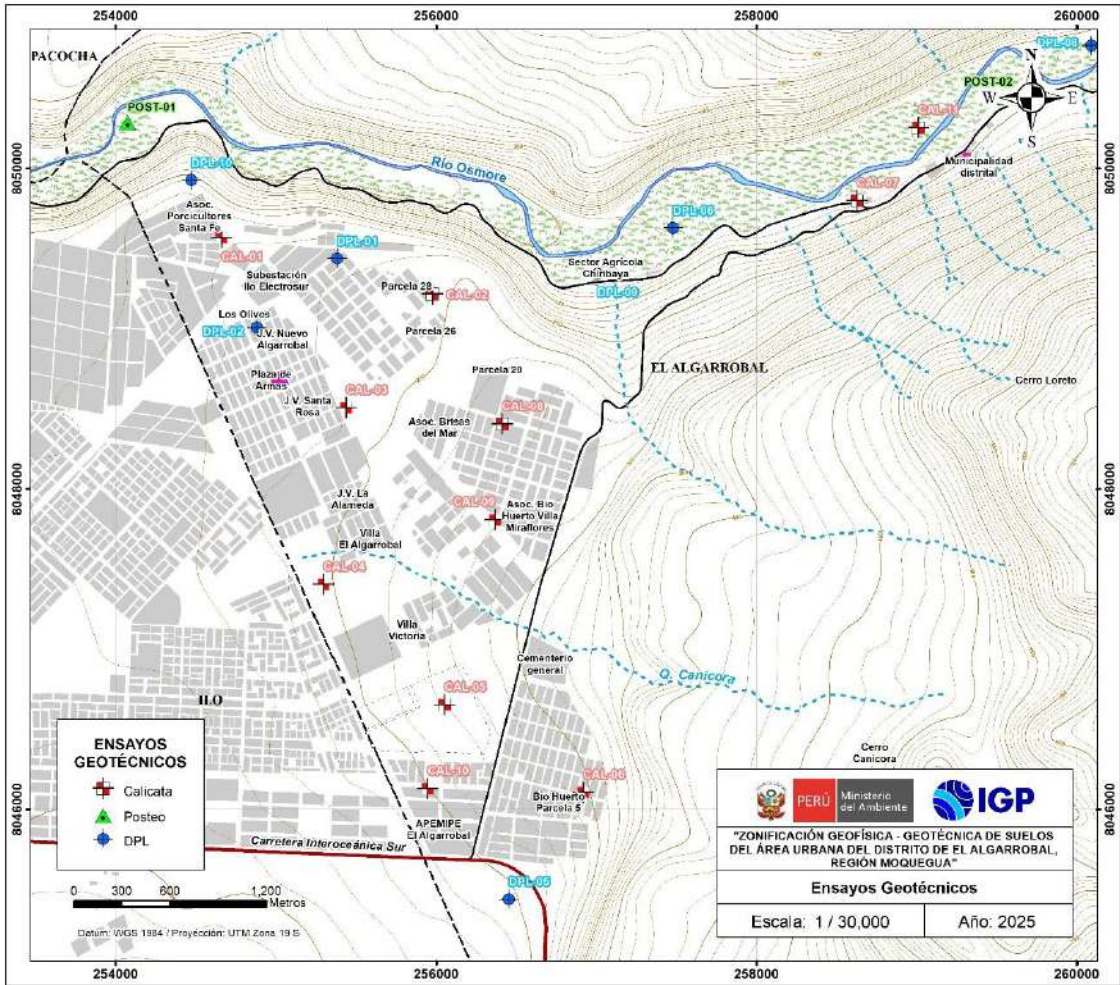 254000
256000
258000
260000
PACOCHA
DPL-08
POST-02
N
W
E
S
POST-01
CAL-11
Río Osmore
Municipalidad
distrital
8050000
8050000
DPL-10
CAL-07
Asoc.
Porcicultores
Santa Fe
DPL-06
CAL-01
DPL-01
Sector Agrícola
Chiribaya
Subestación
Ilo Electrosur
Parcela 28
CAL-02
DPL-09
Los Olivos
DPL-02
J.V. Nuevo
Algarrobal
Parcela 26
EL ALGARROBAL
Plaza de
Armas
Parcela 20
Cerro Loreto
CAL-03
J.V. Santa
Rosa
CAL-08
Asoc. Brisas
del Mar
8048000
8048000
J.V. La
Alameda
CAL-09
Asoc. Bio
Huerto Villa
Miraflores
Villa
El Algarrobal
CAL-04
Villa
Victoria
Cementerio
general
Q. Canicora
ILO
CAL-05
Cerro
Canicora
CAL-10
CAL-06
Bio Huerto
Parcela 5
8046000
8046000
APEMIPE
El Algarrobal
Carretera Interoceánica Sur
DPL-05
ENSAYOS
GEOTÉCNICOS
Calicata
Posteo
DPL
0 300 600 1,200
Metros
Datum: WGS 1984 / Proyección: UTM Zona 19 S
PERÚ
Ministerio
del Ambiente
IGP
"ZONIFICACIÓN GEOFÍSICA - GEOTÉCNICA DE SUELOS
DEL ÁREA URBANA DEL DISTRITO DE EL ALGARROBAL,
REGIÓN MOQUEGUA"
Ensayos Geotécnicos
Escala: 1 / 30,000
Año: 2025
254000
256000
258000
260000